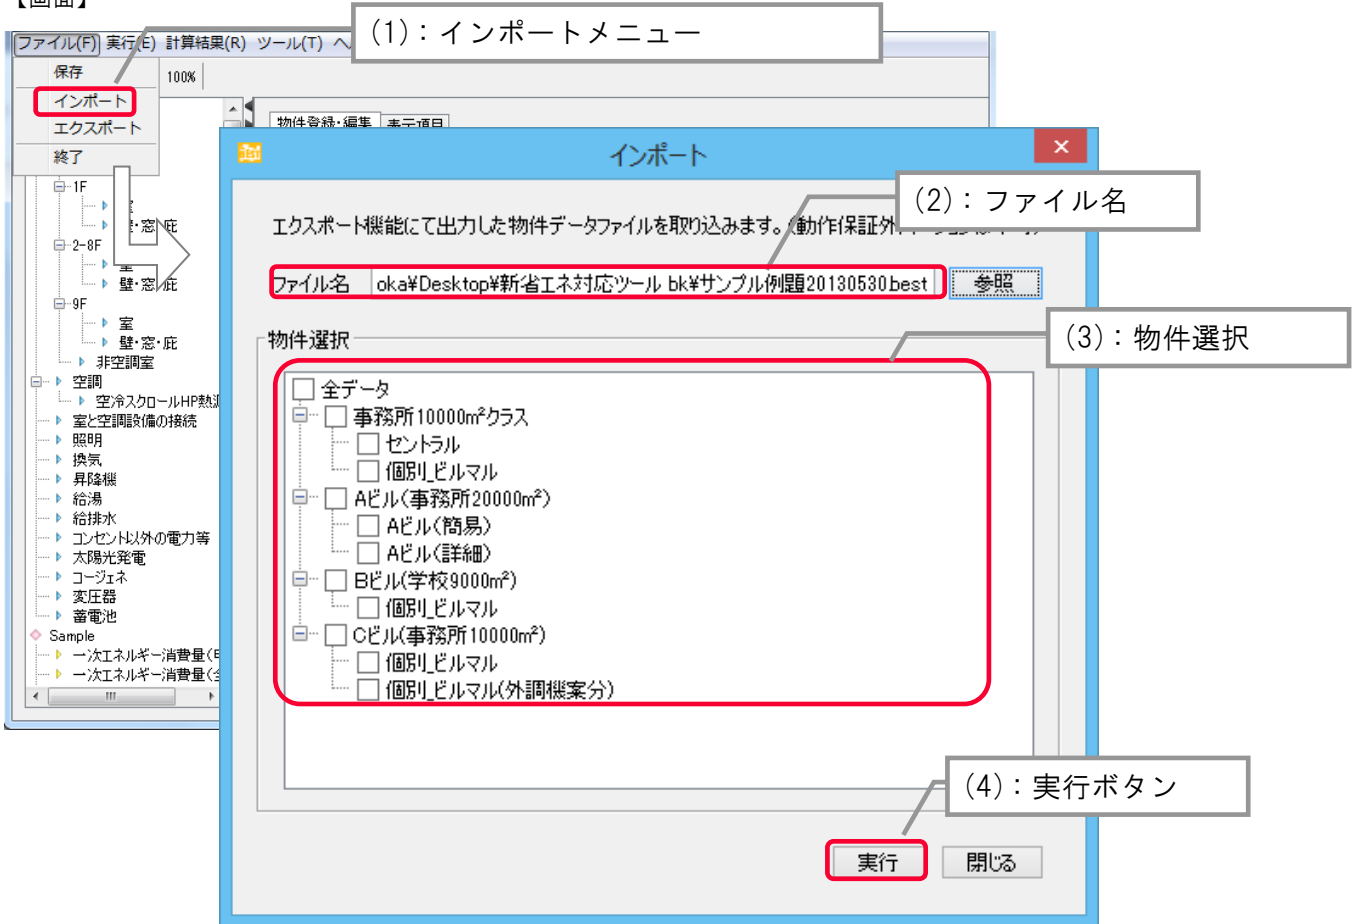 【画面】
(1)：インポートメニュー
ファイル(F) 実行(E) 計算結果(R) ツール(T)
保存
100%
インポート
エクスポート
終了
物件登録・編集 表示項目
インポート
(2)：ファイル名
エクスポート機能にて出力した物件データファイルを取り込みます。(動作保証外
ファイル名 oka¥Desktop¥新省エネ対応ツール bk¥サンプル例題20130530.best 参照
(3)：物件選択
物件選択
全データ
事務所10000m²クラス
セントラル
個別_ビルマル
Aビル(事務所20000m²)
Aビル(簡易)
Aビル(詳細)
Bビル(学校9000m²)
個別_ビルマル
Cビル(事務所10000m²)
個別_ビルマル
個別_ビルマル(外調機案分)
(4)：実行ボタン
実行 閉じる
1F
室
壁・窓・庇
2-8F
室
壁・窓・庇
9F
室
壁・窓・庇
非空調室
空調
空冷スクロールHP熱源
室と空調設備の接続
照明
換気
昇降機
給湯
給排水
コンセント以外の電力等
太陽光発電
コージェネ
変圧器
蓄電池
Sample
一次エネルギー消費量(
一次エネルギー消費量(